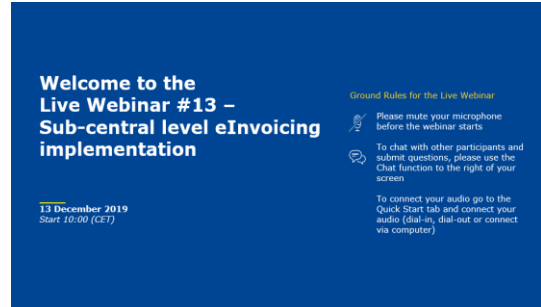 Welcome to the
Live Webinar #13 –
Sub-central level eInvoicing
implementation
13 December 2019
Start 10:00 (CET)
Ground Rules for the Live Webinar
Please mute your microphone
before the webinar starts
To chat with other participants and
submit questions, please use the
Chat function to the right of your
screen
To connect your audio go to the
Quick Start tab and connect your
audio (dial-in, dial-out or connect
via computer)